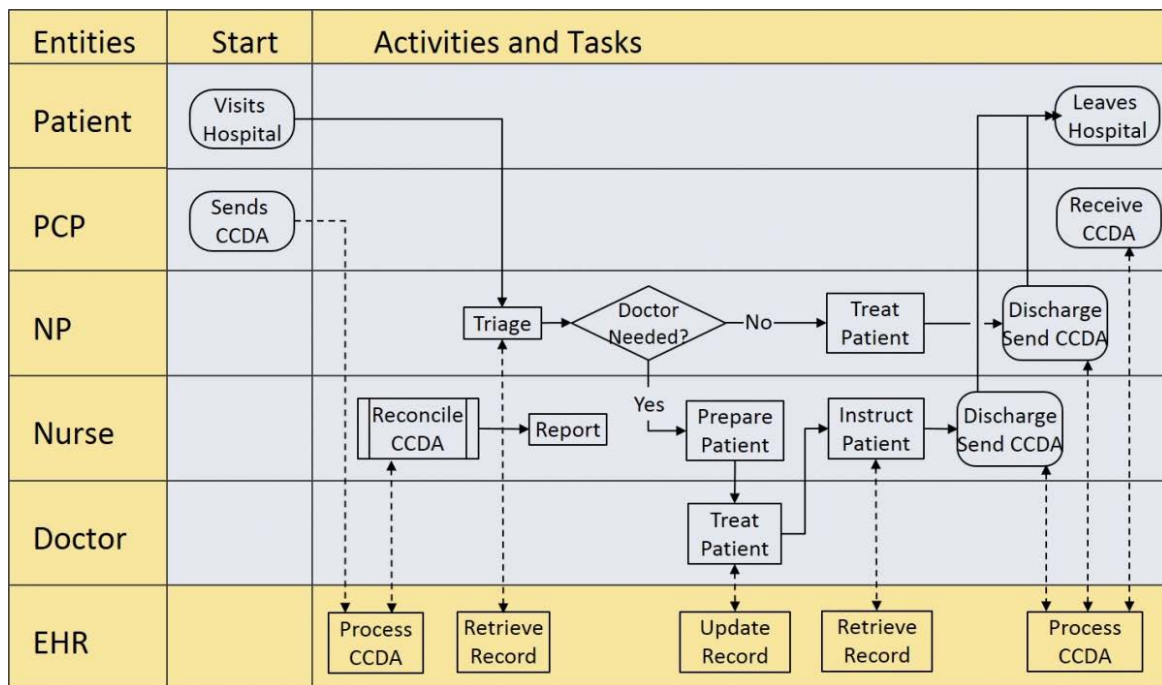 Entities
Start
Activities and Tasks
Patient
Visits
Hospital
Leaves
Hospital
PCP
Sends
CCDA
Receive
CCDA
NP
Triage
Doctor
Needed?
No
Treat
Patient
Discharge
Send CCDA
Nurse
Reconcile
CCDA
Report
Yes
Prepare
Patient
Instruct
Patient
Discharge
Send CCDA
Doctor
Treat
Patient
EHR
Process
CCDA
Retrieve
Record
Update
Record
Retrieve
Record
Process
CCDA